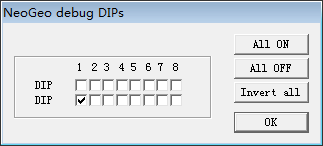 NeoGeo debug DIPs
All ON
1 2 3 4 5 6 7 8
All OFF
DIP
DIP
Invert all
OK